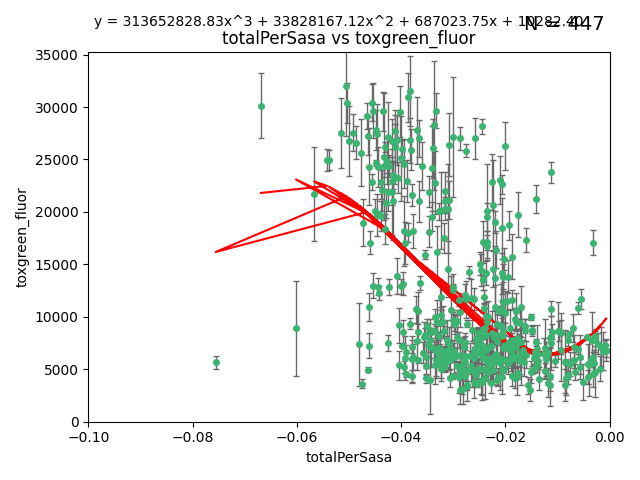 y = 313652828.83x^3 + 33828167.12x^2 + 687023.75x +
N = 447
totalPerSasa vs toxgreen_fluor
35000
30000
25000
20000
15000
10000
5000
0
toxgreen_fluor
−0.10 −0.08 −0.06 −0.04 −0.02 0.00
totalPerSasa